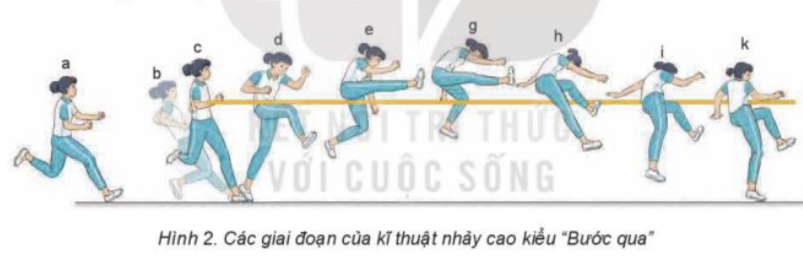 a b c d e g h i k
KẾT NỐI TRI THỨC
VỚI CUỘC SỐNG
Hình 2. Các giai đoạn của kĩ thuật nhảy cao kiểu “Bước qua”